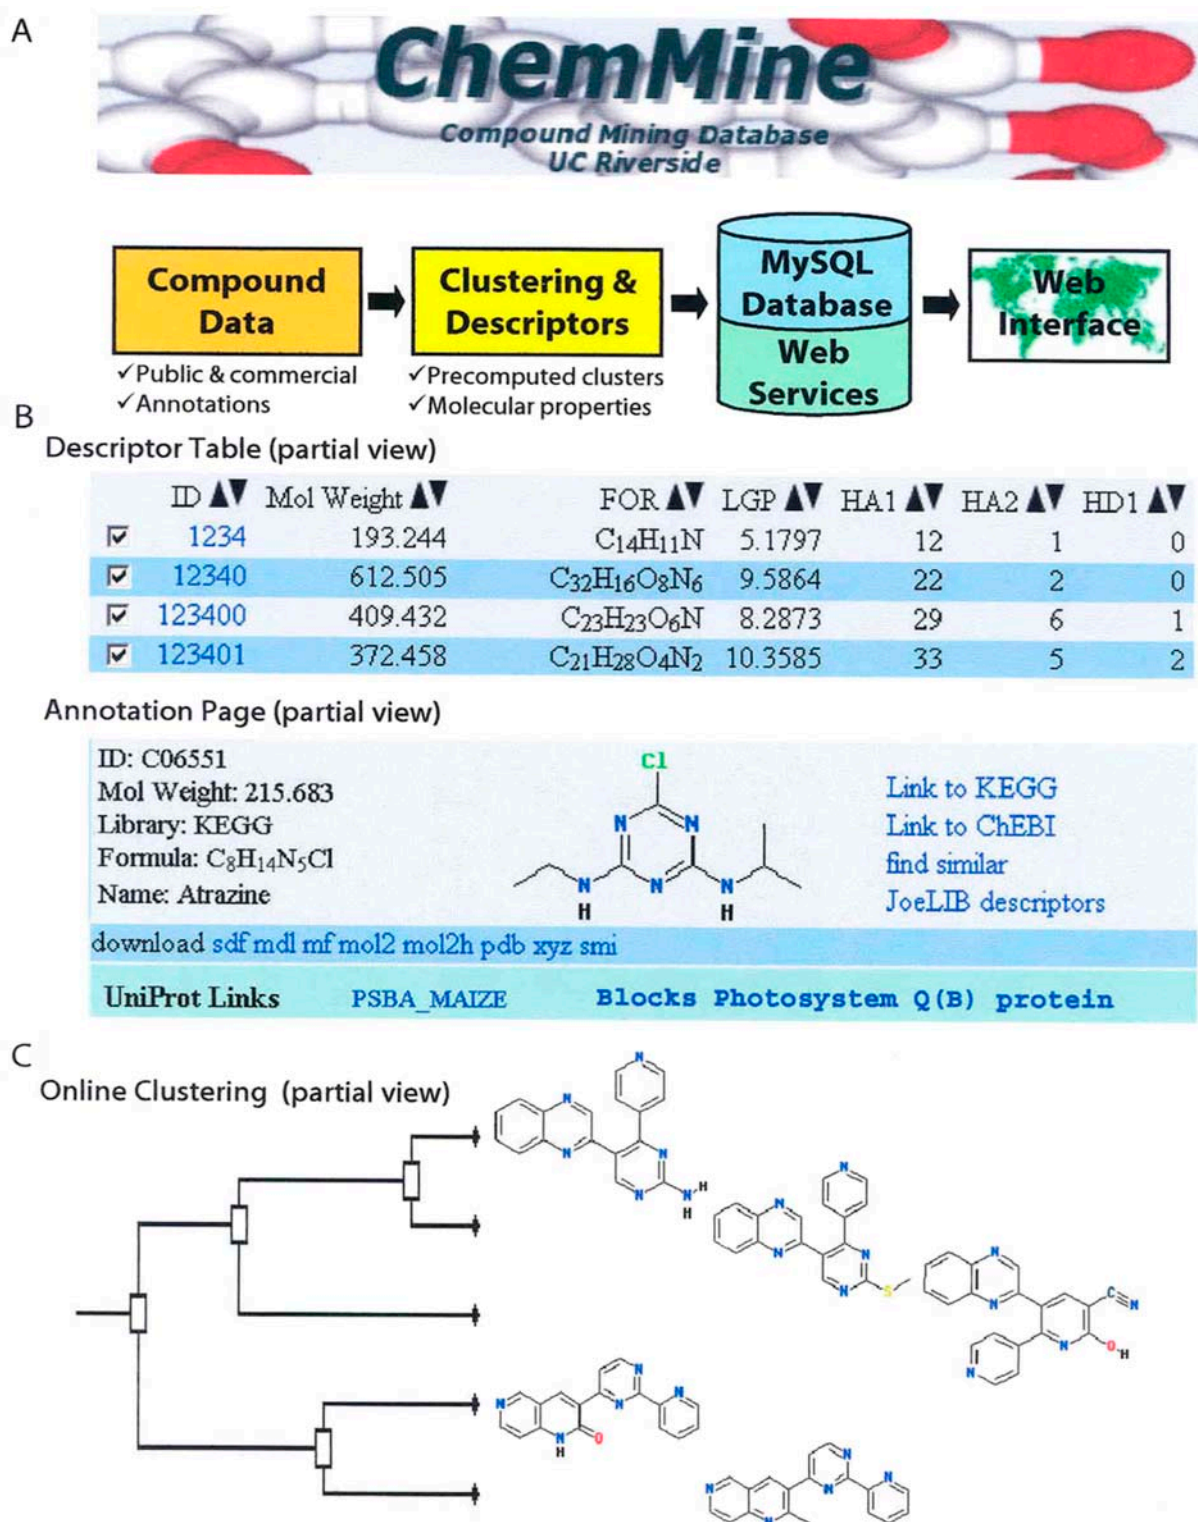 A
ChemMine
Compound Mining Database
UC Riverside
Compound
Data
✓Public & commercial
✓Annotations
Clustering &
Descriptors
✓Precomputed clusters
✓Molecular properties
MySQL
Database
Web
Services
Web
Interface
B
Descriptor Table (partial view)
ID ▲▼ Mol Weight ▲▼ FOR ▲▼ LGP ▲▼ HA1 ▲▼ HA2 ▲▼ HD1 ▲▼
1234 193.244 C14H11N 5.1797 12 1 0
12340 612.505 C32H16O8N6 9.5864 22 2 0
123400 409.432 C23H23O6N 8.2873 29 6 1
123401 372.458 C21H28O4N2 10.3585 33 5 2
Annotation Page (partial view)
ID: C06551
Mol Weight: 215.683
Library: KEGG
Formula: C8H14N5Cl
Name: Atrazine
Cl
N N
N N N
H H
Link to KEGG
Link to ChEBI
find similar
JoeLIB descriptors
download sdf mdl mf mol2 mol2h pdb xyz smi
UniProt Links PSBA_MAIZE Blocks Photosystem Q(B) protein
C
Online Clustering (partial view)
N
N
N N
N N H
H
N
N
N N
N S
N
N C N
N O H
N
N N N
N
N O
H
N N N
N
N